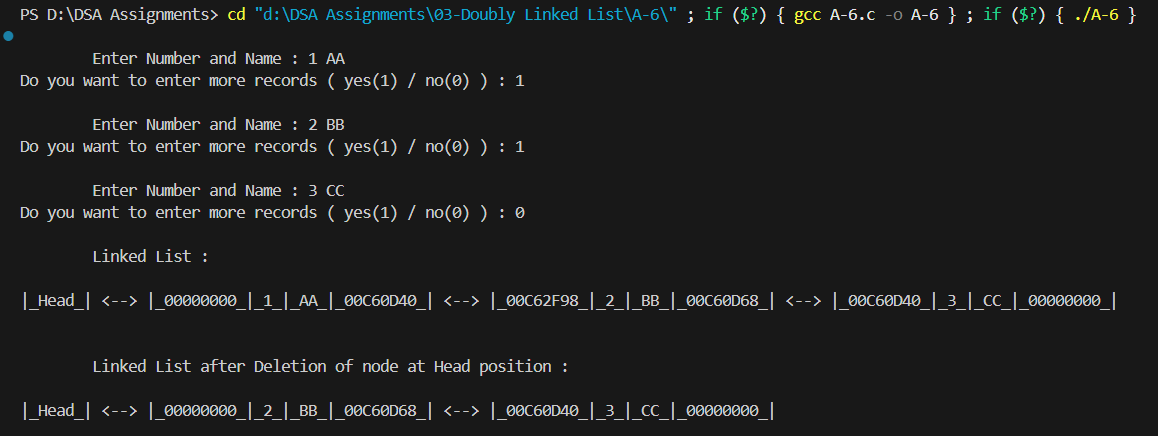 PS D:\DSA Assignments> cd "d:\DSA Assignments\03-Doubly Linked List\A-6\" ; if ($?) { gcc A-6.c -o A-6 } ; if ($?) { ./A-6 }
Enter Number and Name : 1 AA
Do you want to enter more records ( yes(1) / no(0) ) : 1
Enter Number and Name : 2 BB
Do you want to enter more records ( yes(1) / no(0) ) : 1
Enter Number and Name : 3 CC
Do you want to enter more records ( yes(1) / no(0) ) : 0
Linked List :
|_Head_| <--> |_00000000_|_1_|_AA_|_00C60D40_| <--> |_00C62F98_|_2_|_BB_|_00C60D68_| <--> |_00C60D40_|_3_|_CC_|_00000000_|
Linked List after Deletion of node at Head position :
|_Head_| <--> |_00000000_|_2_|_BB_|_00C60D68_| <--> |_00C60D40_|_3_|_CC_|_00000000_|